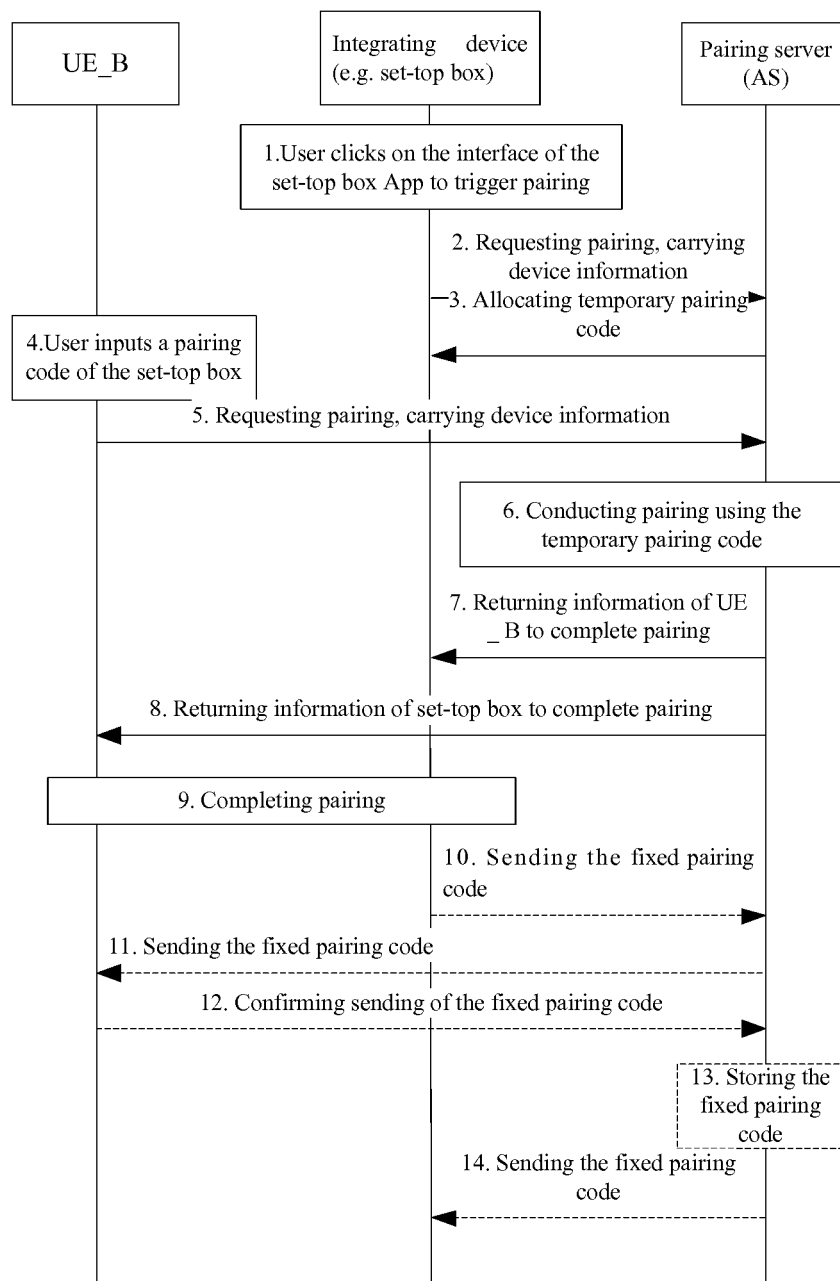 UE_B
Integrating device
(e.g. set-top box)
Pairing server
(AS)
1.User clicks on the interface of the
set-top box App to trigger pairing
2. Requesting pairing, carrying
device information
3. Allocating temporary pairing
code
4.User inputs a pairing
code of the set-top box
5. Requesting pairing, carrying device information
6. Conducting pairing using the
temporary pairing code
7. Returning information of UE
_ B to complete pairing
8. Returning information of set-top box to complete pairing
9. Completing pairing
10. Sending the fixed pairing
code
11. Sending the fixed pairing code
12. Confirming sending of the fixed pairing code
13. Storing the
fixed pairing
code
14. Sending the fixed pairing
code